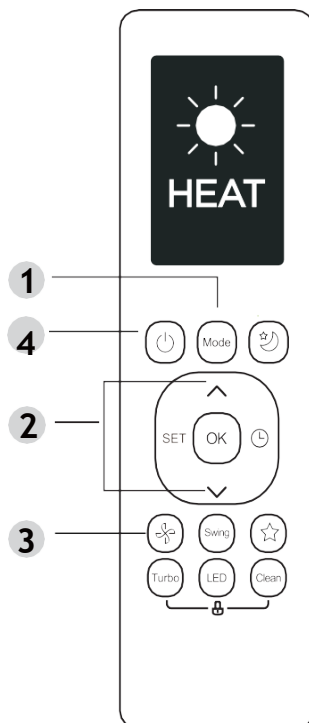 HEAT
1
4
Mode
2
SET OK
3
Swing
Turbo LED Clean